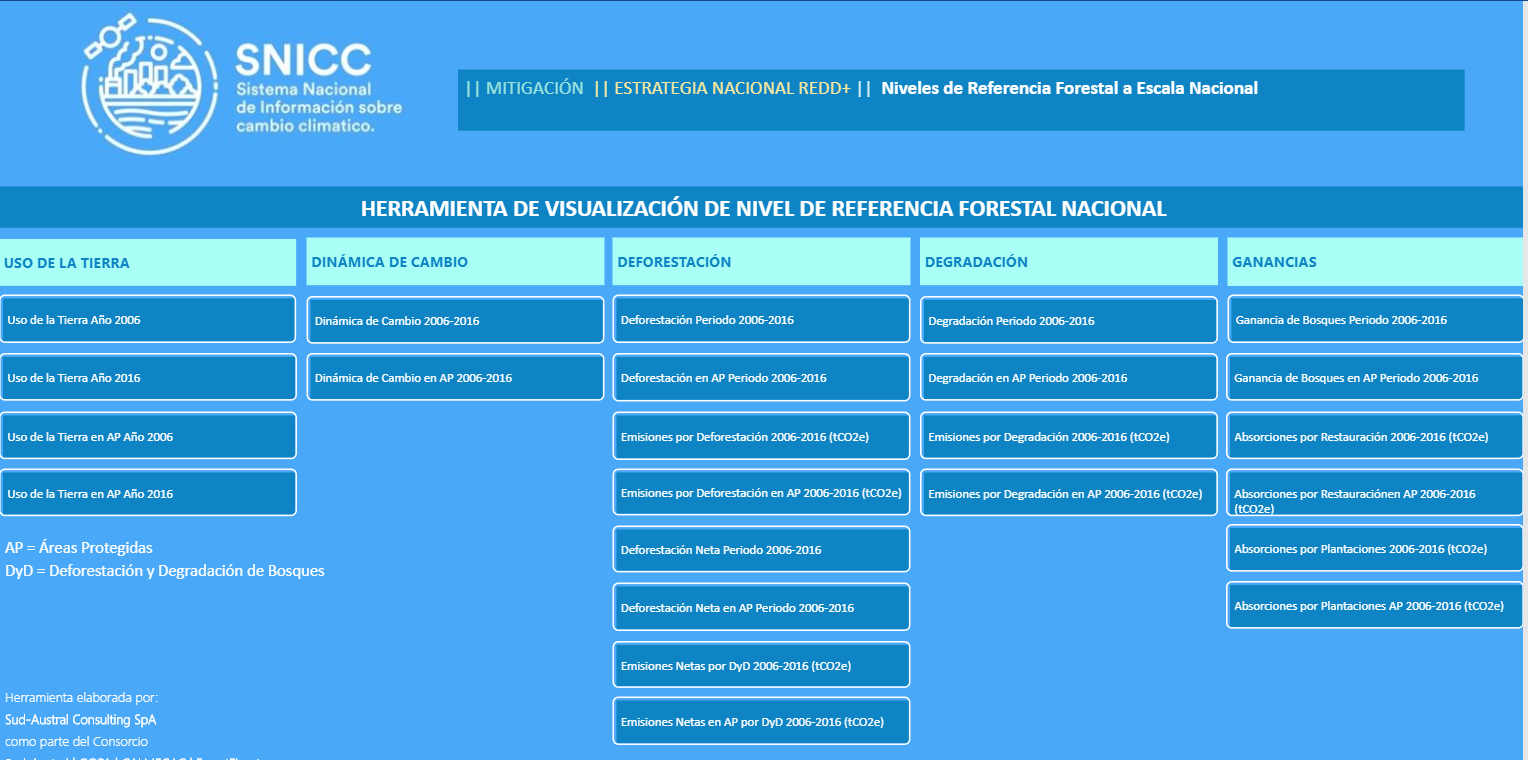 SNICC
Sistema Nacional
de Información sobre
cambio climatico.
|| MITIGACIÓN || ESTRATEGIA NACIONAL REDD+ || Niveles de Referencia Forestal a Escala Nacional
HERRAMIENTA DE VISUALIZACIÓN DE NIVEL DE REFERENCIA FORESTAL NACIONAL
USO DE LA TIERRA
Uso de la Tierra Año 2006
Uso de la Tierra Año 2016
Uso de la Tierra en AP Año 2006
Uso de la Tierra en AP Año 2016
AP = Áreas Protegidas
DyD = Deforestación y Degradación de Bosques
DINÁMICA DE CAMBIO
Dinámica de Cambio 2006-2016
Dinámica de Cambio en AP 2006-2016
DEFORESTACIÓN
Deforestación Periodo 2006-2016
Deforestación en AP Periodo 2006-2016
Emisiones por Deforestación 2006-2016 (tCO2e)
Emisiones por Deforestación en AP 2006-2016 (tCO2e)
Deforestación Neta Periodo 2006-2016
Deforestación Neta en AP Periodo 2006-2016
Emisiones Netas por DyD 2006-2016 (tCO2e)
Emisiones Netas en AP por DyD 2006-2016 (tCO2e)
DEGRADACIÓN
Degradación Periodo 2006-2016
Degradación en AP Periodo 2006-2016
Emisiones por Degradación 2006-2016 (tCO2e)
Emisiones por Degradación en AP 2006-2016 (tCO2e)
GANANCIAS
Ganancia de Bosques Periodo 2006-2016
Ganancia de Bosques en AP Periodo 2006-2016
Absorciones por Restauración 2006-2016 (tCO2e)
Absorciones por Restauraciónen AP 2006-2016
(tCO2e)
Absorciones por Plantaciones 2006-2016 (tCO2e)
Absorciones por Plantaciones AP 2006-2016 (tCO2e)
Herramienta elaborada por:
Sud-Austral Consulting SpA
como parte del Consorcio